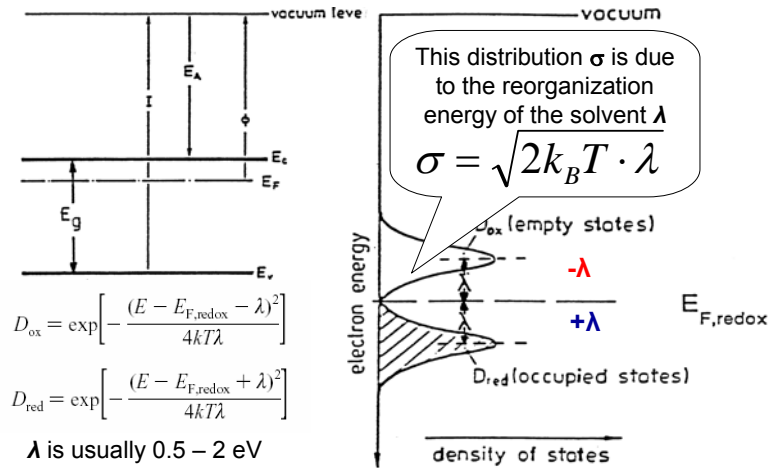 vacuum level
E_A
I
ϕ
E_c
E_F
E_g
E_v
D_ox = exp[−(E − E_F,redox − λ)² / 4kTλ]
D_red = exp[−(E − E_F,redox + λ)² / 4kTλ]
λ is usually 0.5 – 2 eV
vacuum
This distribution σ is due
to the reorganization
energy of the solvent λ
σ = √(2k_B T · λ)
D_ox (empty states)
-λ
λ
E_F,redox
λ
+λ
D_red (occupied states)
electron energy
density of states